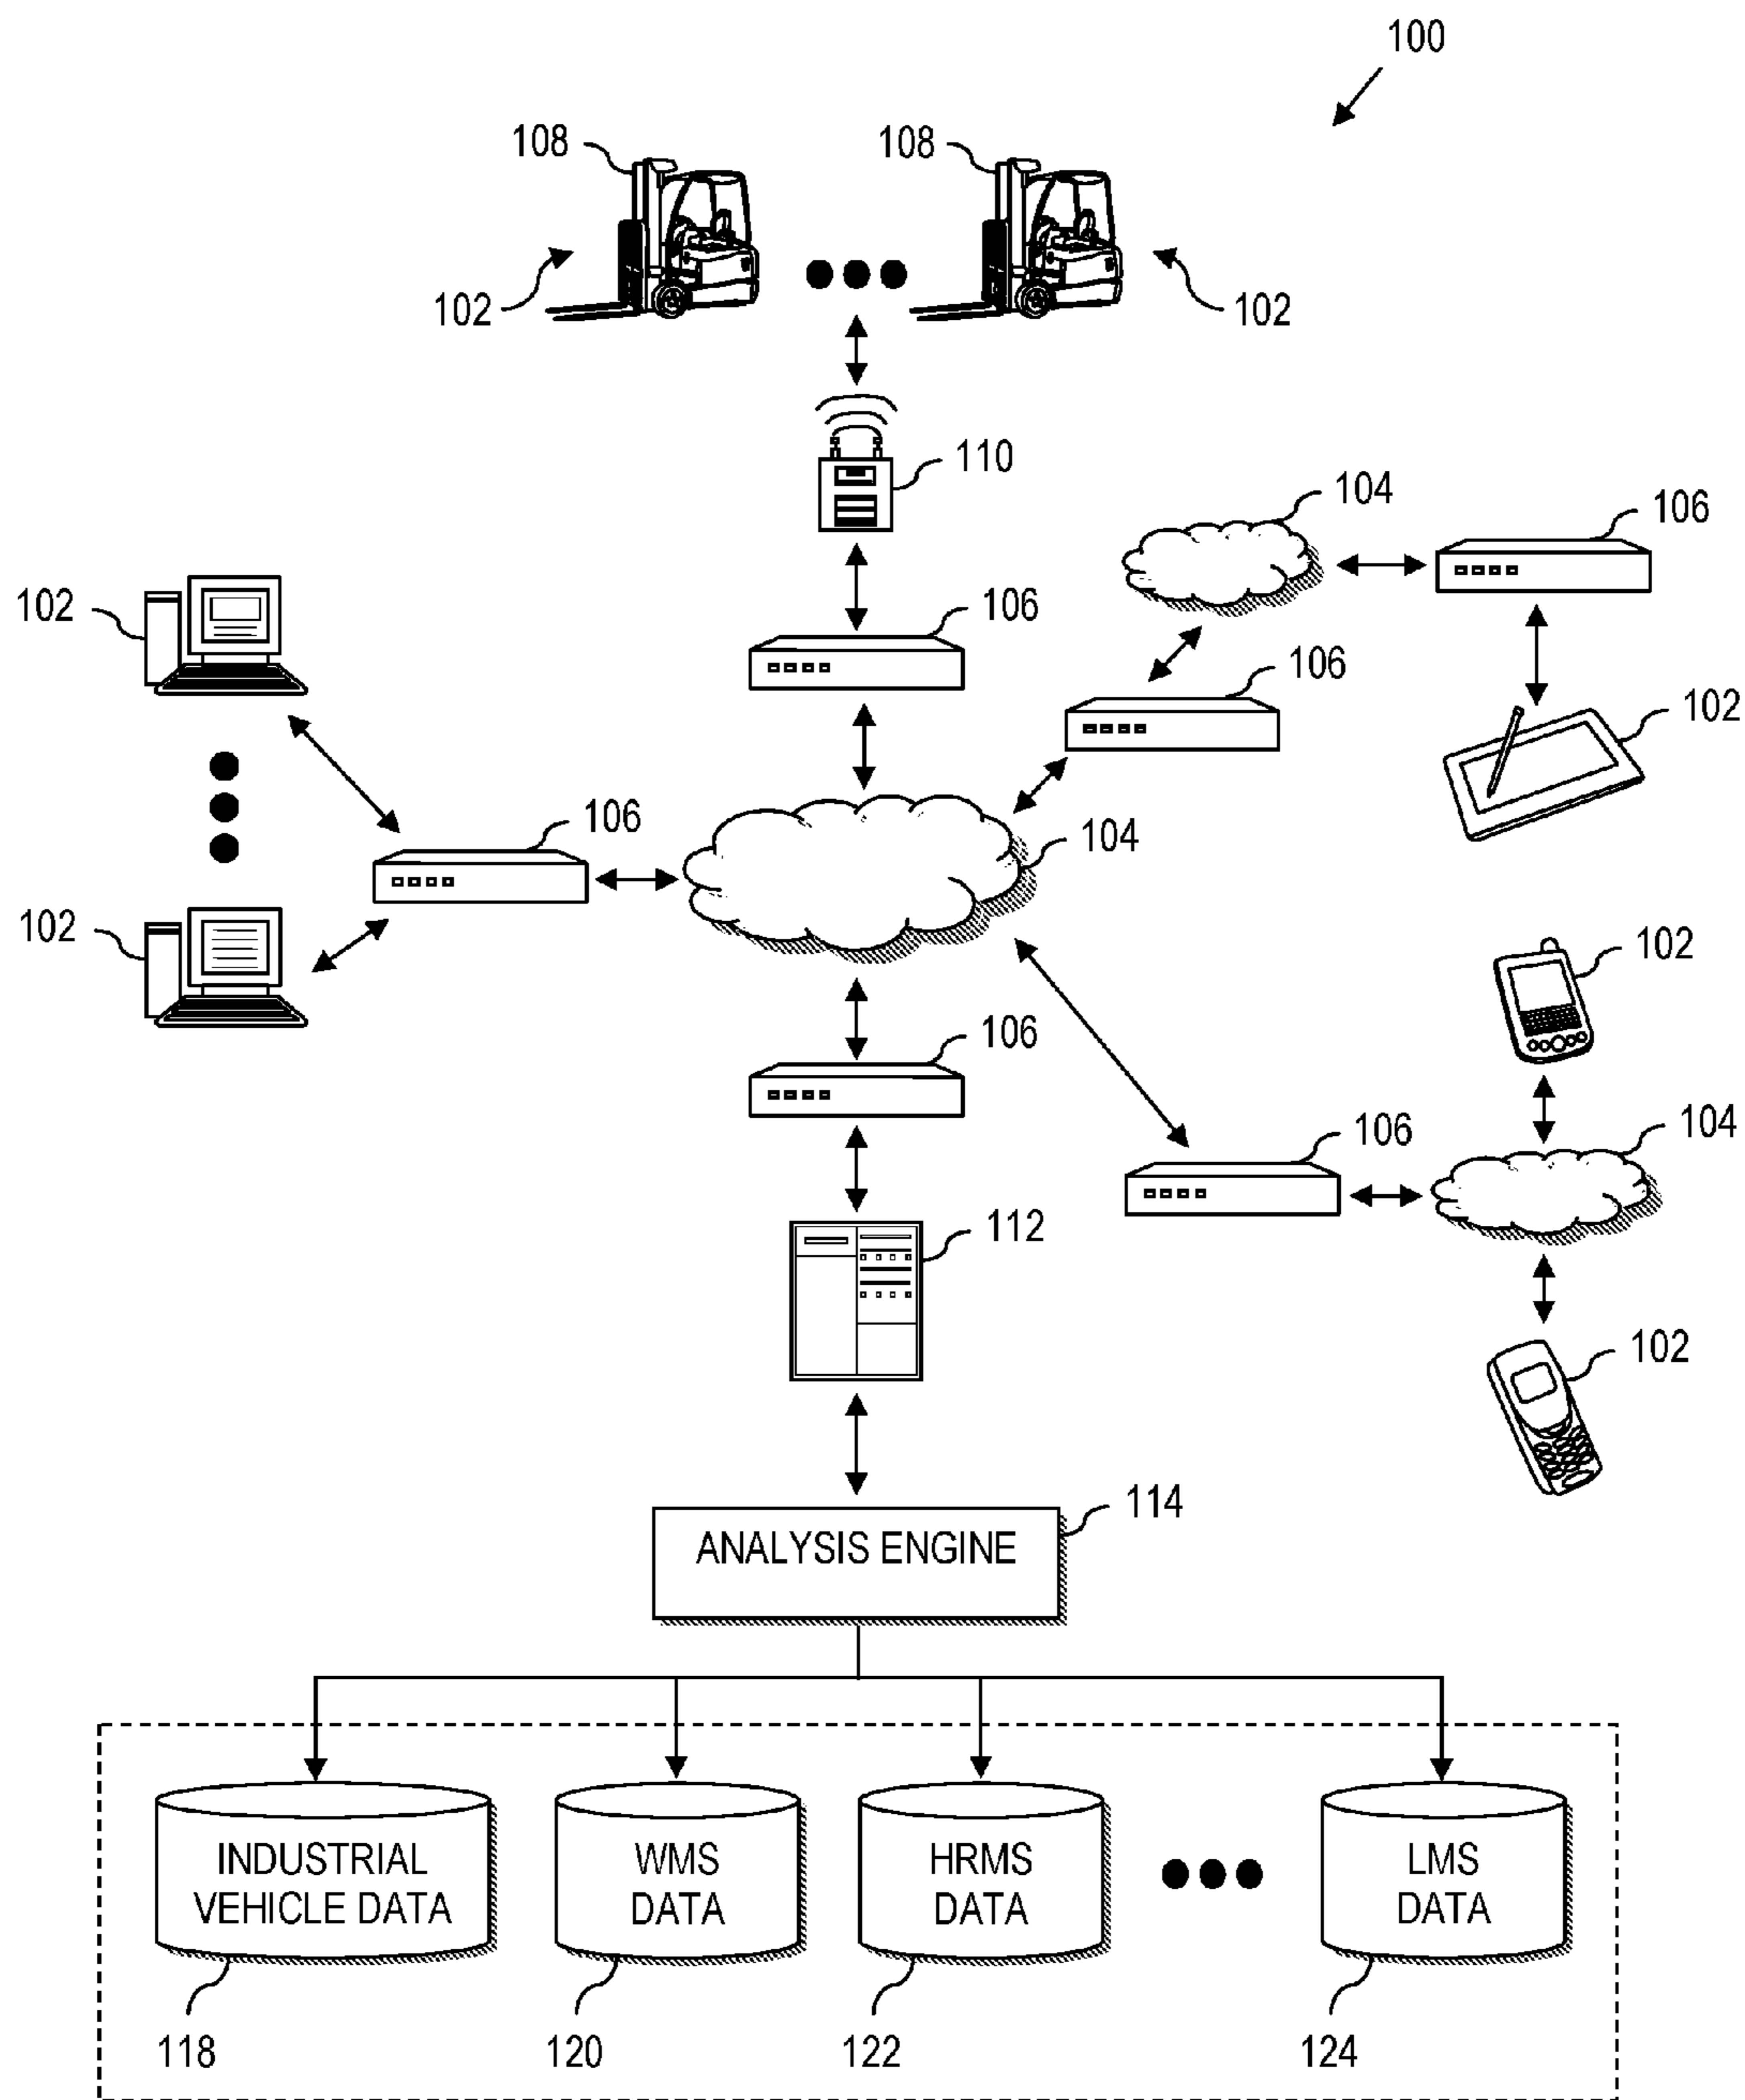 100
108
108
102
102
110
104
106
102
106
106
102
106
104
102
102
106
106
104
112
102
114
ANALYSIS ENGINE
INDUSTRIAL
VEHICLE DATA
WMS
DATA
HRMS
DATA
LMS
DATA
118
120
122
124